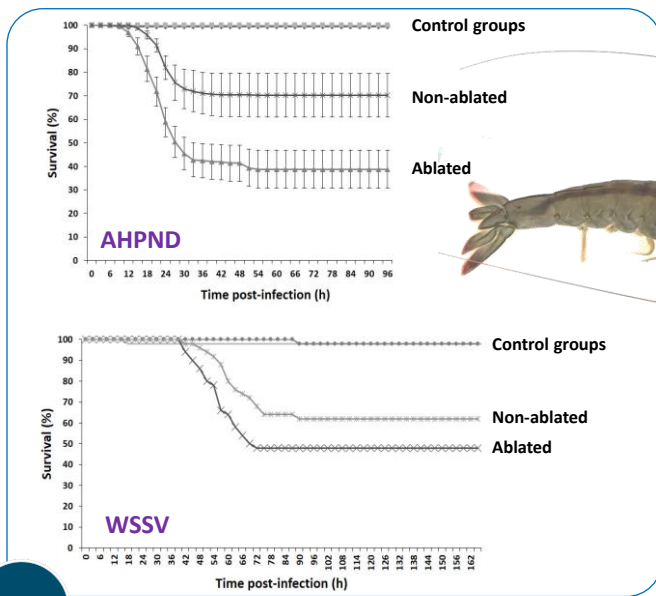 Control groups
Non-ablated
Ablated
Survival (%)
100
90
80
70
60
50
40
30
20
10
0
AHPND
0 6 12 18 24 30 36 42 48 54 60 66 72 78 84 90 96
Time post-infection (h)
Control groups
Non-ablated
Ablated
Survival (%)
100
90
80
70
60
50
40
30
20
10
0
WSSV
0 6 12 18 24 30 36 42 48 54 60 66 72 78 84 90 96 102 108 114 120 126 132 138 144 150 156 162
Time post-infection (h)